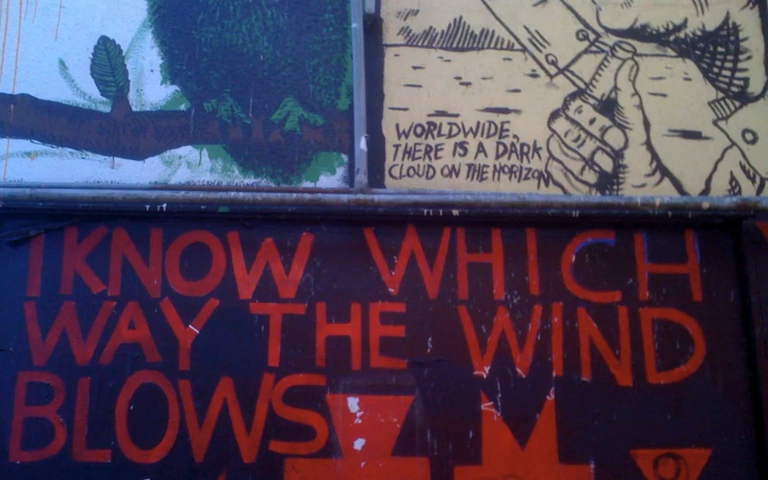 WORLDWIDE,
THERE IS A DARK
CLOUD ON THE HORIZON
I KNOW WHICH
WAY THE WIND
BLOWS